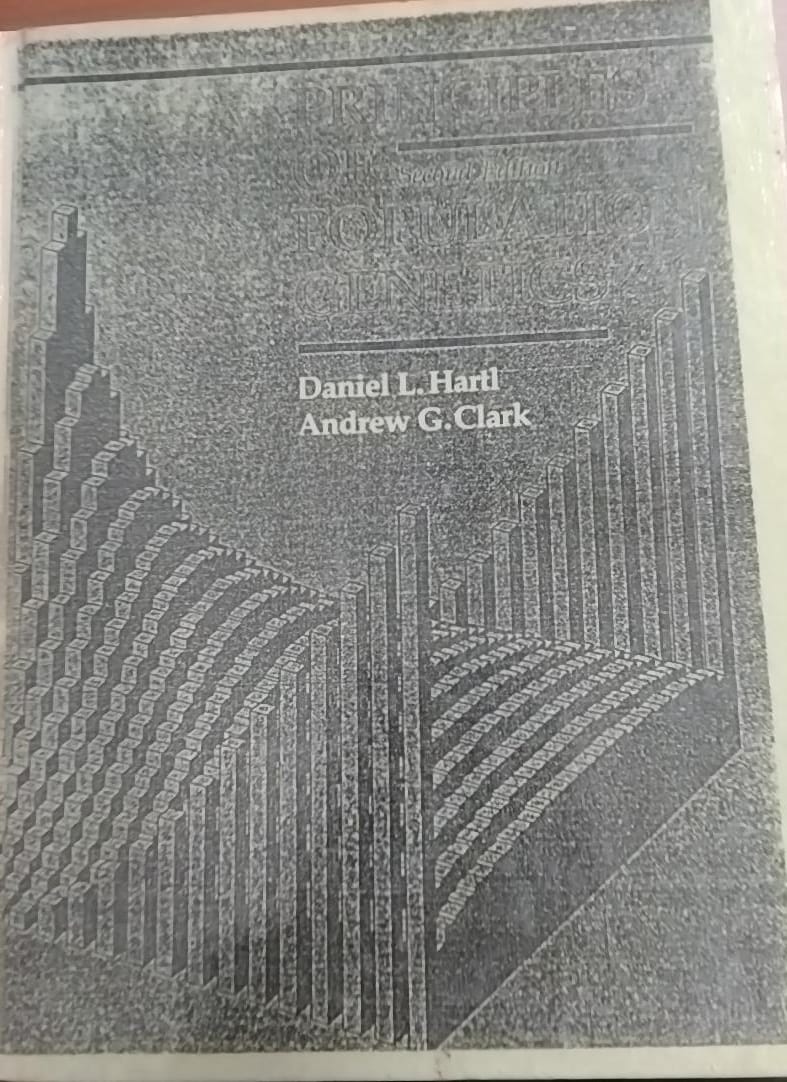 PRINCIPLES
OF Second Edition
POPULATION
GENETICS
Daniel L. Hartl
Andrew G. Clark